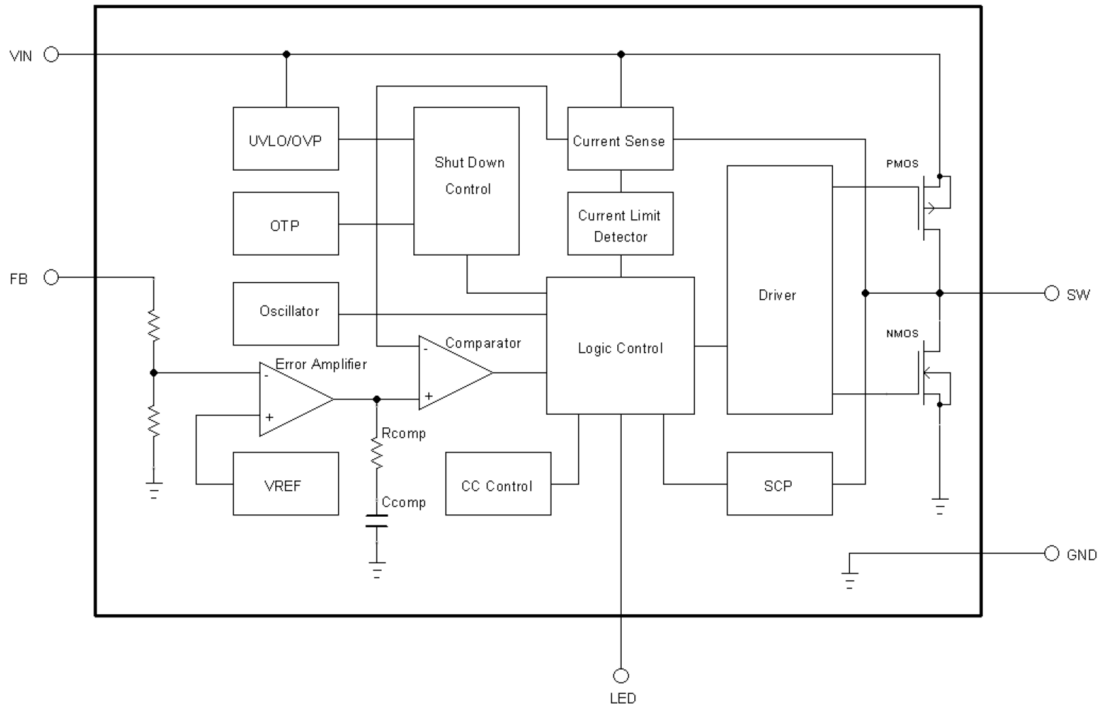 VIN
UVLO/OVP
Shut Down
Control
Current Sense
PMOS
OTP
Current Limit
Detector
FB
Oscillator
Driver
SW
Logic Control
NMOS
-
Comparator
+
Error Amplifier
-
+
Rcomp
VREF
CC Control
SCP
Ccomp
GND
LED